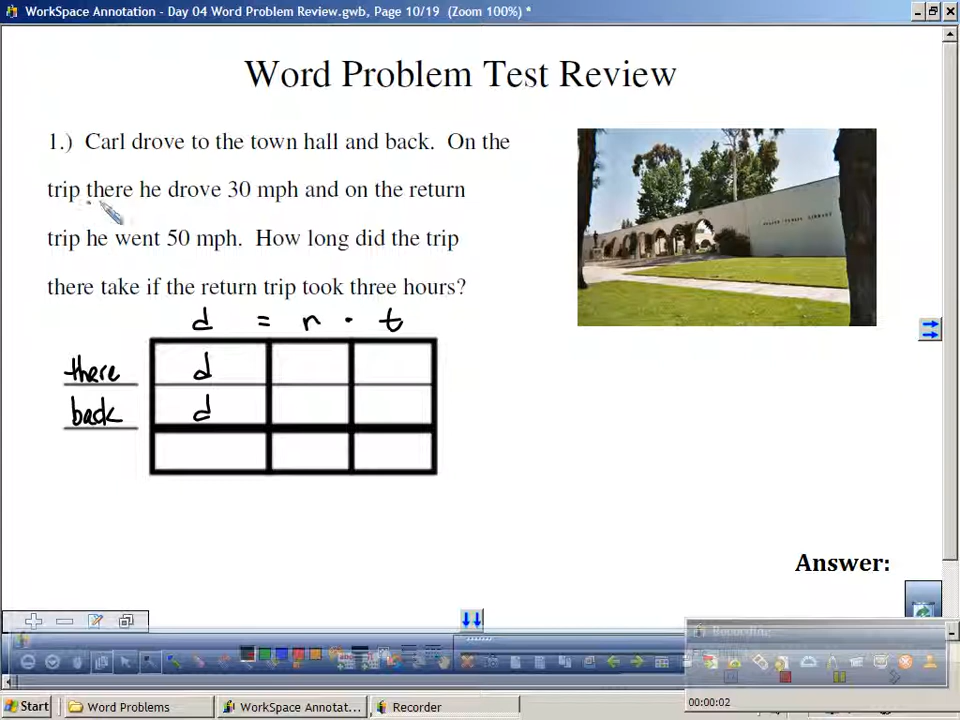 WorkSpace Annotation - Day 04 Word Problem Review.gwb, Page 10/19 (Zoom 100%) *
Word Problem Test Review
1.) Carl drove to the town hall and back. On the
trip there he drove 30 mph and on the return
trip he went 50 mph. How long did the trip
there take if the return trip took three hours?
d = r · t
there d
back d
Answer:
Recording
00:00:02
Start Word Problems WorkSpace Annotat... Recorder